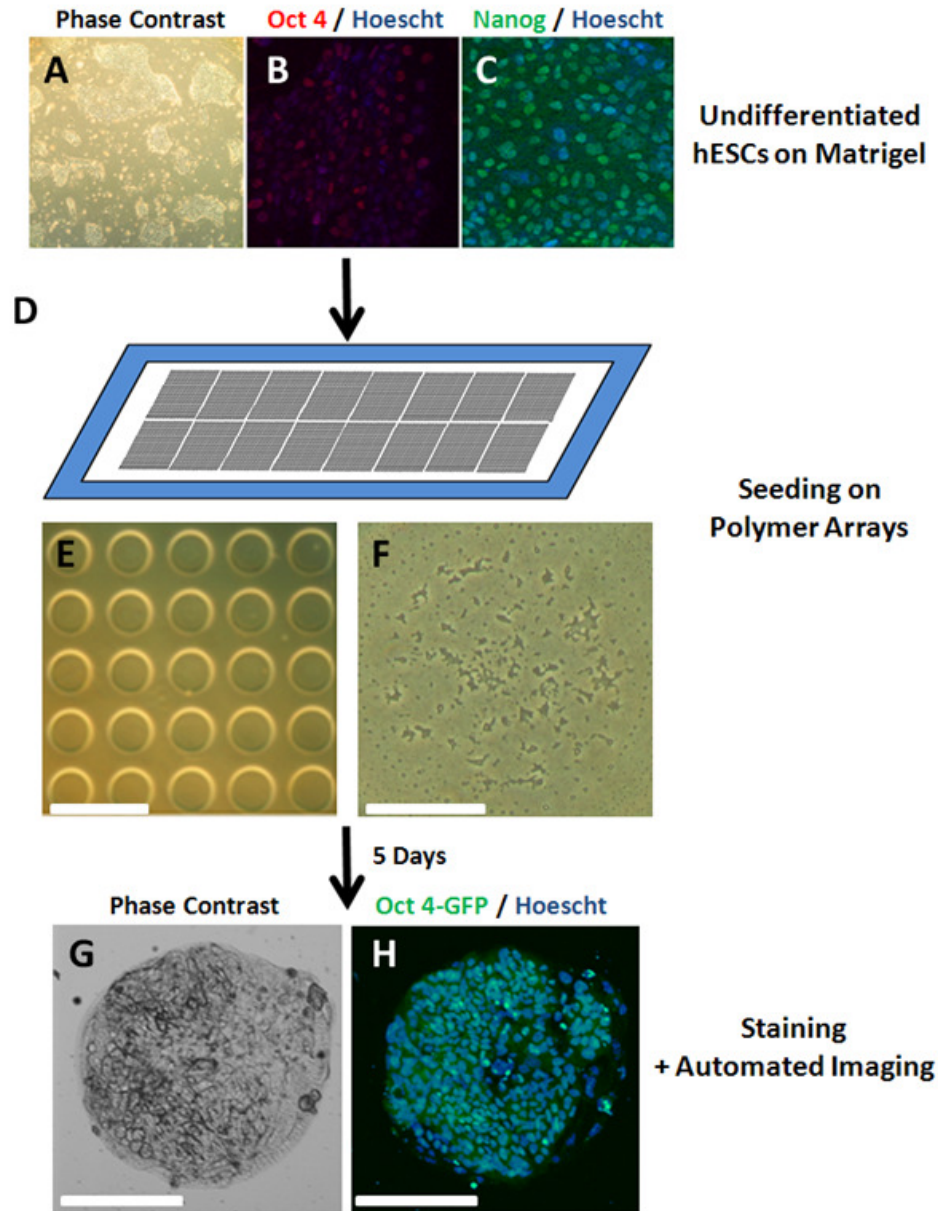 Phase Contrast
Oct 4 / Hoescht
Nanog / Hoescht
A
B
C
Undifferentiated
hESCs on Matrigel
D
Seeding on
Polymer Arrays
E
F
5 Days
Phase Contrast
Oct 4-GFP / Hoescht
G
H
Staining
+ Automated Imaging